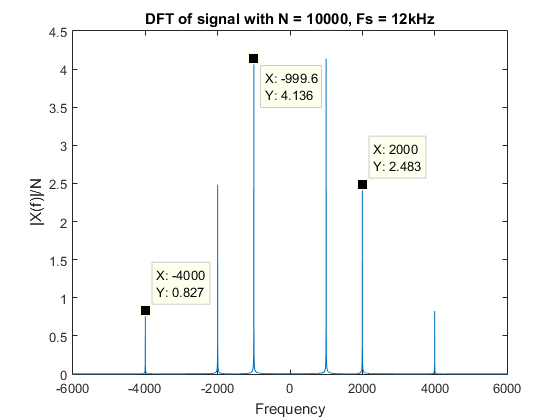 DFT of signal with N = 10000, Fs = 12kHz
4.5
4
3.5
3
2.5
2
1.5
1
0.5
0
|X(f)|/N
X: -999.6
Y: 4.136
X: 2000
Y: 2.483
X: -4000
Y: 0.827
-6000 -4000 -2000 0 2000 4000 6000
Frequency